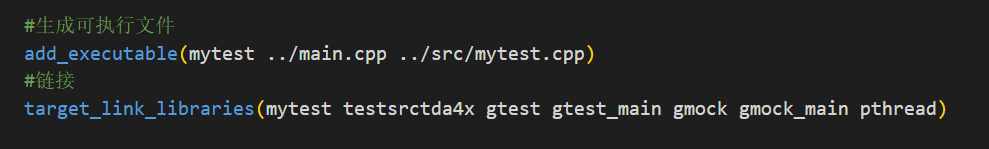 #生成可执行文件
add_executable(mytest ../main.cpp ../src/mytest.cpp)
#链接
target_link_libraries(mytest testsrctda4x gtest gtest_main gmock gmock_main pthread)